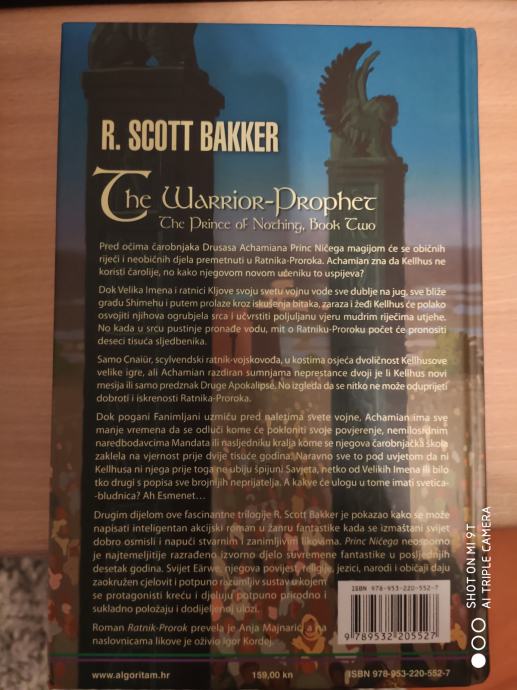 R. SCOTT BAKKER
The Warrior-Prophet
The Prince of Nothing, Book Two
Pred očima čarobnjaka Drusasa Achamiana Princ Ničega magijom će se običnih
riječi i neobičnih djela premetnuti u Ratnika-Proroka. Achamian zna da Kellhus ne
koristi čarolije, no kako njegovom novom učeniku to uspijeva?
Dok Velika Imena i ratnici Kljove svoju svetu vojnu vode sve dublje na jug, sve bliže
gradu Shimehu i putem prolaze kroz iskušenja bitaka, zaraza i žeđi Kellhus će polako
osvojiti njihova ogrubjela srca i učvrstiti poljuljanu vjeru mudrim riječima utjehe.
No kada u srcu pustinje pronađe vodu, mit o Ratniku-Proroku počet će pronositi
deseci tisuća sljedbenika.
Samo Cnaiür, scylvendski ratnik-vojskovođa, u kostima osjeća dvoličnost Kellhusove
velike igre, ali Achamian razdiran sumnjama neprestance dvoji je li Kellhus novi
mesija ili samo predznak Druge Apokalipse. No izgleda da se nitko ne može oduprijeti
dobroti i iskrenosti Ratnika-Proroka.
Dok pogani Fanimljani uzmiču pred naletima svete vojne, Achamian ima sve
manje vremena da se odluči kome će pokloniti svoje povjerenje, nemilosrdnim
naredbodavcima Mandata ili nasljedniku kralja kome se njegova čarobnjačka škola
zaklela na vjernost prije dvije tisuće godina. Naravno sve to pod uvjetom da ni
Kellhusa ni njega prije toga ne ubiju špijuni Savjeta, netko od Velikih Imena ili bilo
tko drugi s popisa sve brojnijih neprijatelja. A kakve će ulogu u tome imati svetica-
-bludnica? Ah Esmenet...
Drugim dijelom ove fascinantne trilogije R. Scott Bakker je pokazao kako se može
napisati inteligentan akcijski roman u žanru fantastike kada se izmaštani svijet
dobro osmisli i napuči stvarnim i zanimljivim likovima. Princ Ničega neosporno
je najtemeljitije razrađeno izvorno djelo suvremene fantastike u posljednjih
desetak godina. Svijet Eärwe, njegova povijest, religije, jezici, narodi i običaji daju
zaokružen cjelovit i potpuno razumljiv sustav u kojem
se protagonisti kreću i djeluju potpuno prirodno i
sukladno položaju i dodijeljenoj ulozi.
Roman Ratnik-Prorok prevela je Anja Majnarić a na
naslovnicama likove je oživio Igor Kordej.
ISBN 978-953-220-552-7
9 789532 205527
www.algoritam.hr
159,00 kn
ISBN 978-953-220-552-7
SHOT ON MI 9T
AI TRIPLE CAMERA